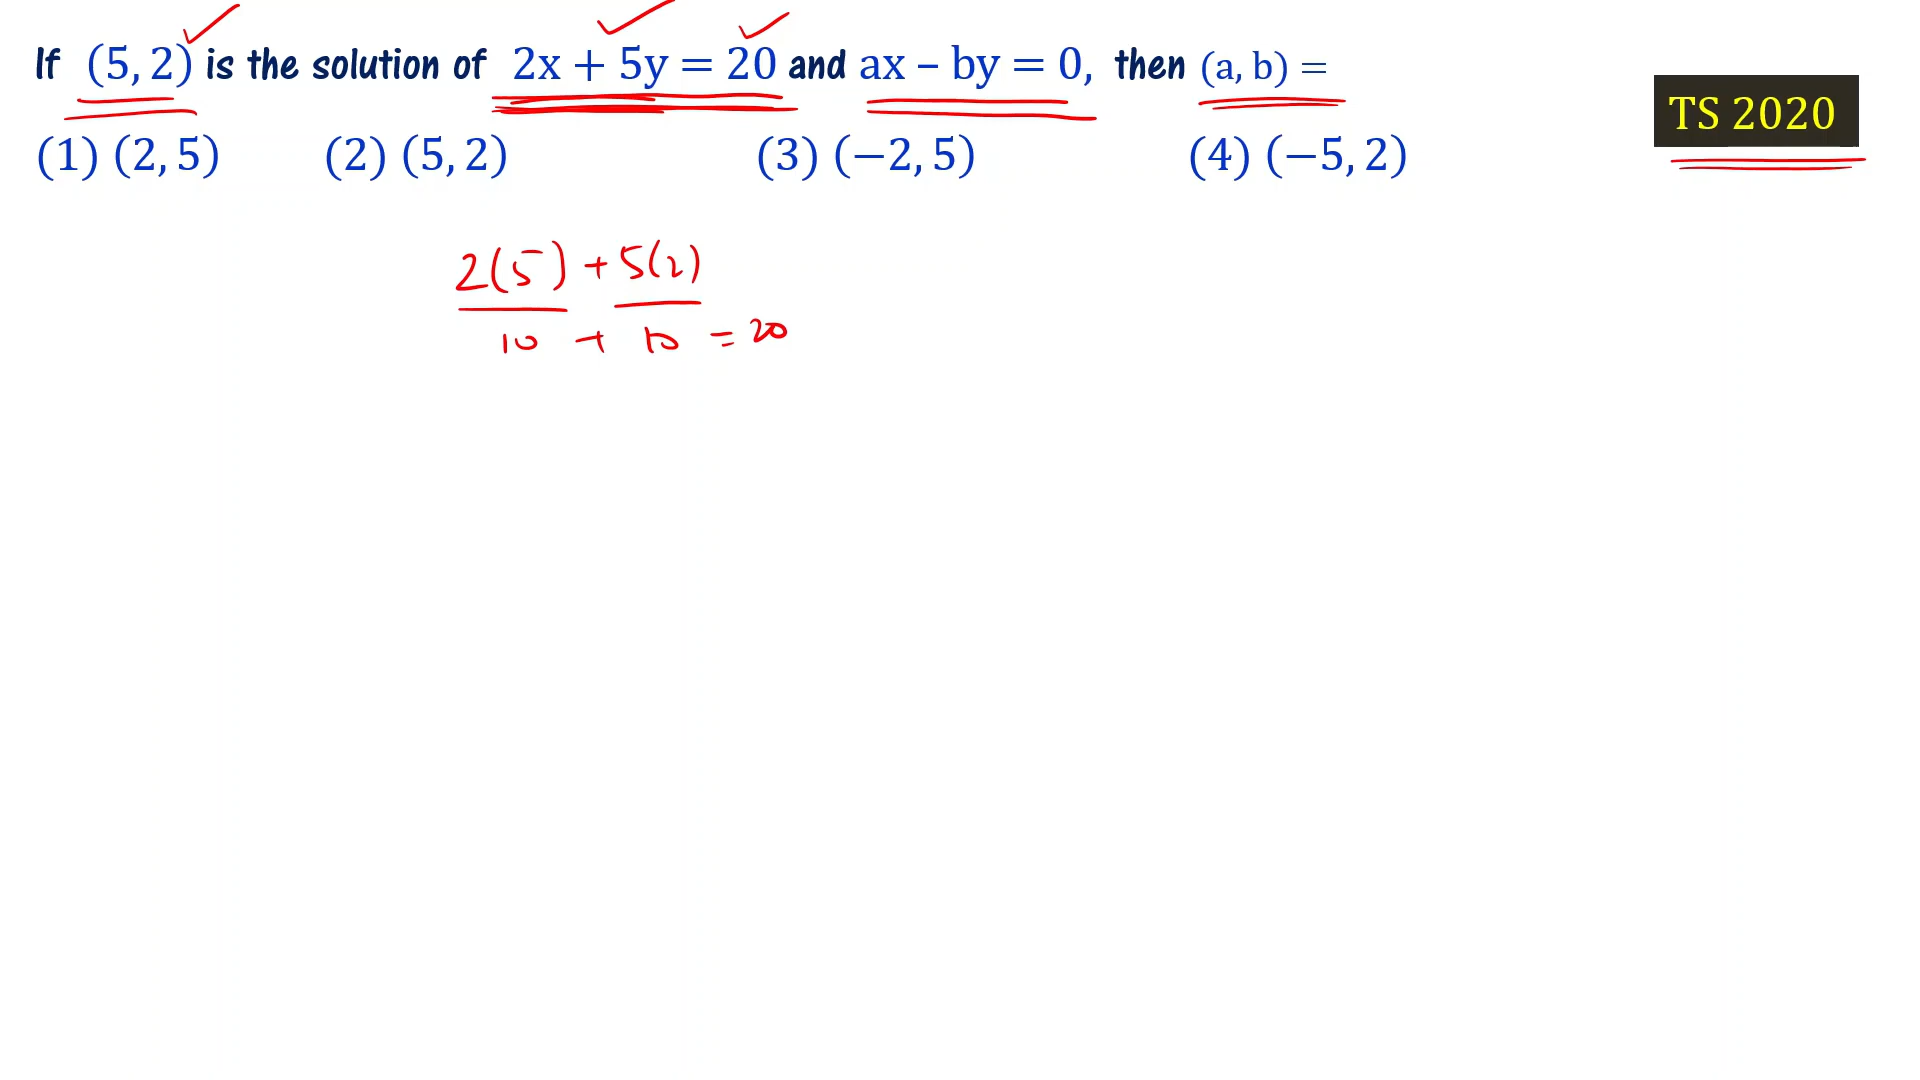 If (5, 2) is the solution of 2x + 5y = 20 and ax – by = 0, then (a, b) =
TS 2020
(1) (2, 5) (2) (5, 2) (3) (−2, 5) (4) (−5, 2)
2(5) + 5(2)
10 + 10 = 20